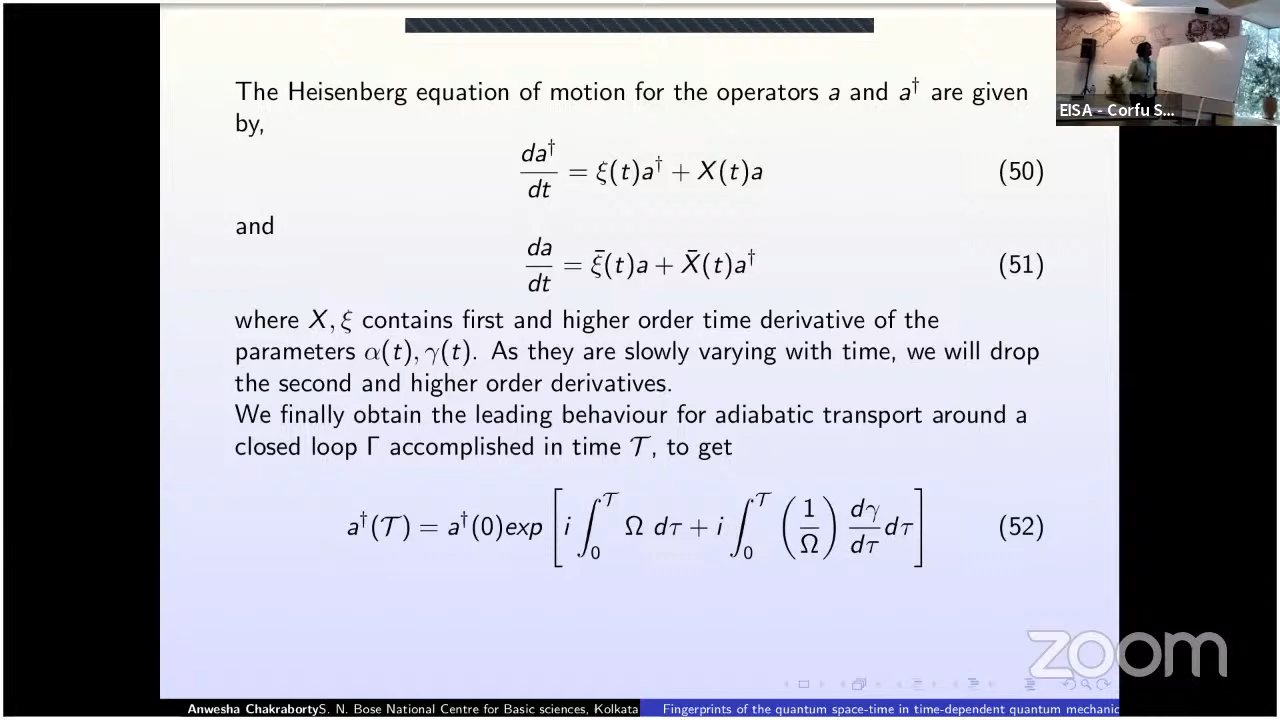 The Heisenberg equation of motion for the operators a and a† are given
by,
da†/dt = ξ(t)a† + X(t)a (50)
and
da/dt = ξ̄(t)a + X̄(t)a† (51)
where X, ξ contains first and higher order time derivative of the
parameters α(t), γ(t). As they are slowly varying with time, we will drop
the second and higher order derivatives.
We finally obtain the leading behaviour for adiabatic transport around a
closed loop Γ accomplished in time 𝒯, to get
a†(𝒯) = a†(0)exp [ i ∫₀^𝒯 Ω dτ + i ∫₀^𝒯 (1/Ω) dγ/dτ dτ ] (52)
EISA - Corfu S...
zoom
Anwesha ChakrabortyS. N. Bose National Centre for Basic sciences, Kolkata
Fingerprints of the quantum space-time in time-dependent quantum mechanic